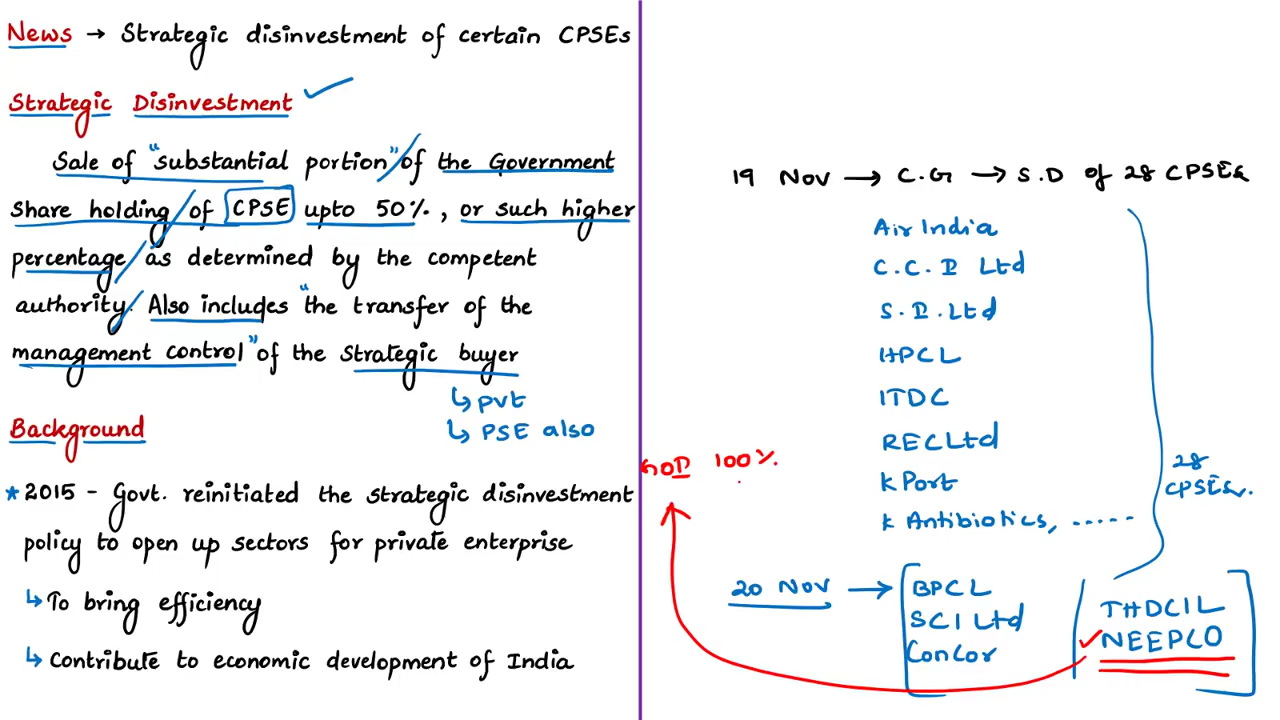 News → Strategic disinvestment of certain CPSEs
Strategic Disinvestment
Sale of "substantial portion" of the Government
Share holding of CPSE upto 50%, or such higher
percentage as determined by the competent
authority. Also includes "the transfer of the
management control" of the strategic buyer
↳ Pvt
↳ PSE also
Background
* 2015 - Govt. reinitiated the strategic disinvestment
policy to open up sectors for private enterprise
↳ To bring efficiency
↳ Contribute to economic development of India
19 Nov → C.G → S.D of 28 CPSEs
Air India
C.C.I Ltd
S.I.Ltd
HPCL
ITDC
REC Ltd
K Port
K Antibiotics, .....
28
CPSEs.
GOI 100%.
20 Nov → BPCL
SCI Ltd
ConCor
THDCIL
NEEPCO